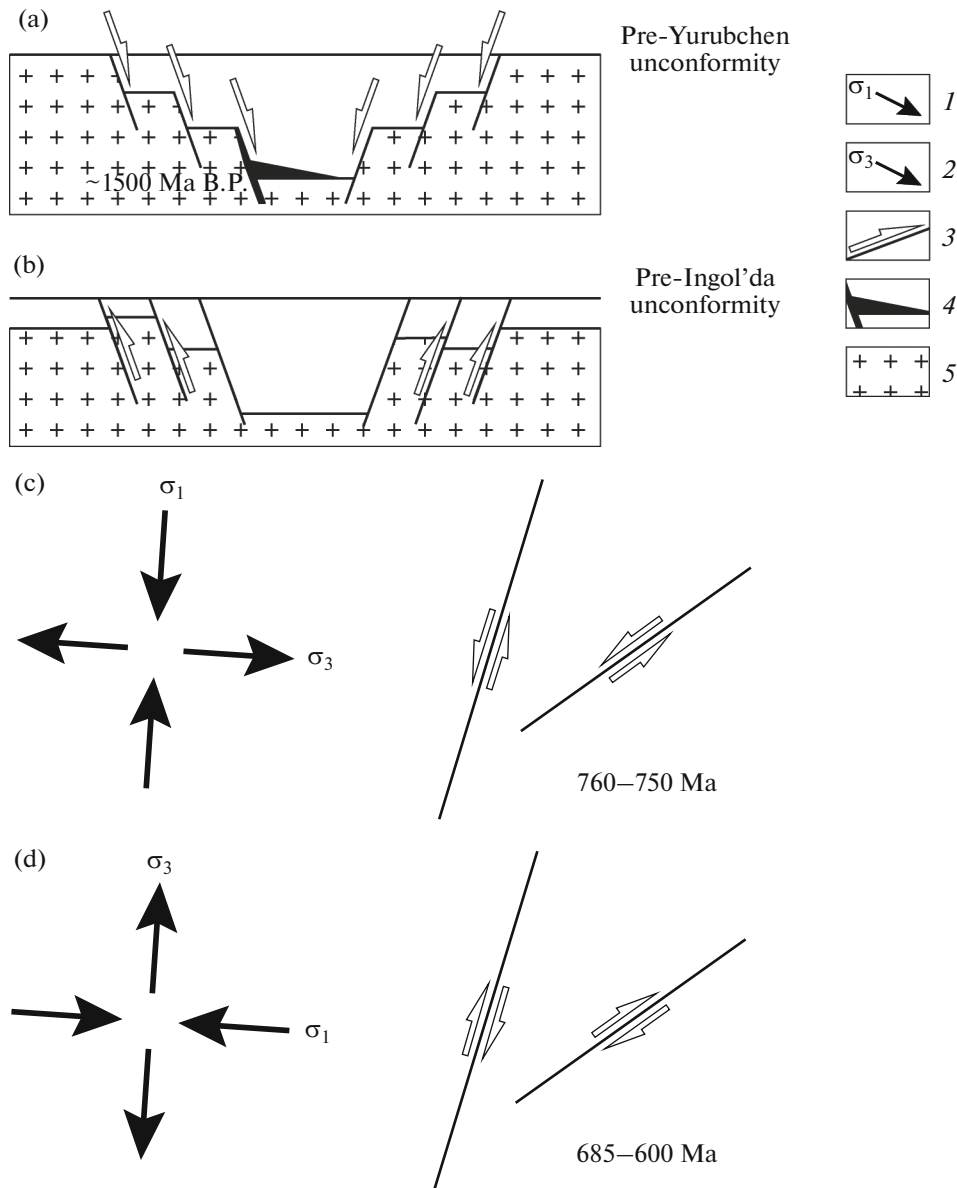 (a)
Pre-Yurubchen
unconformity
~1500 Ma B.P.
(b)
Pre-Ingol’da
unconformity
σ1 1
σ3 2
3
4
5
(c)
σ1
σ3
760–750 Ma
(d)
σ3
σ1
685–600 Ma